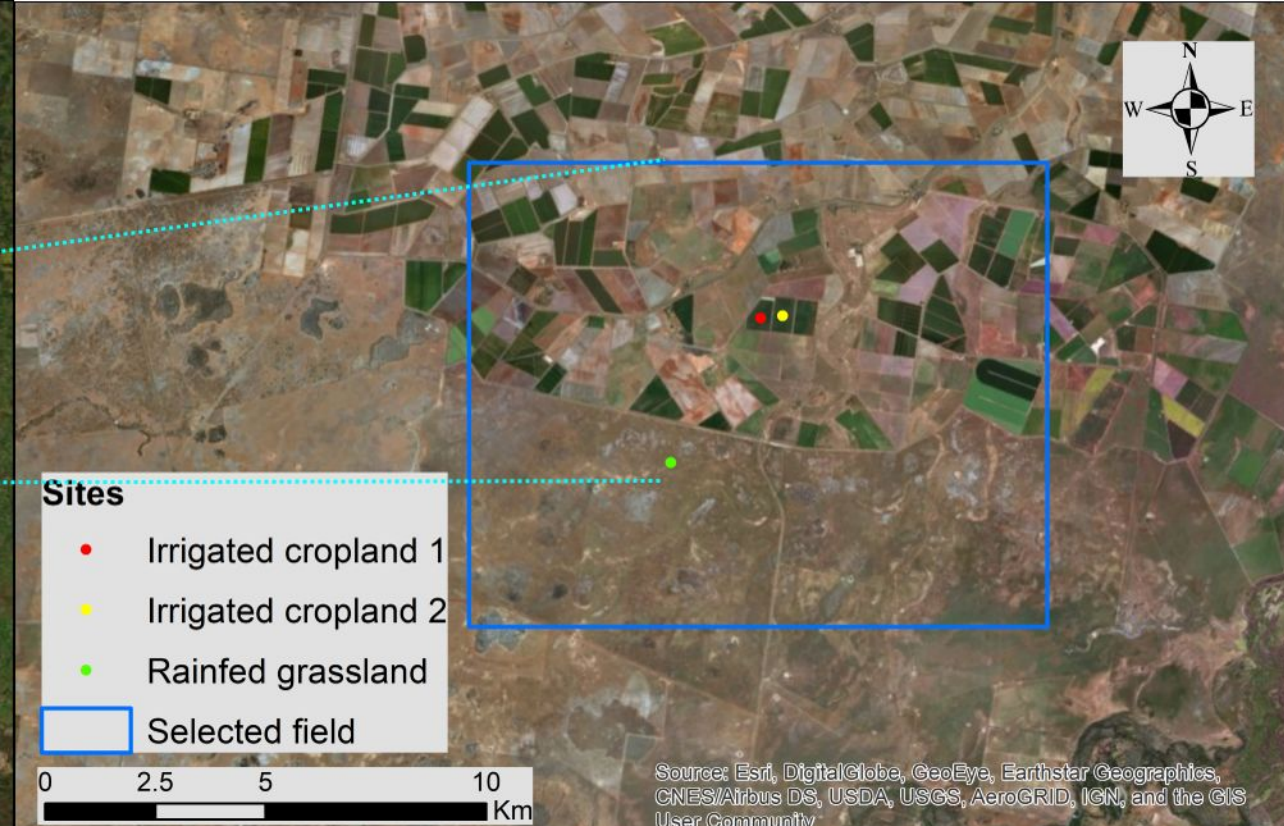 N
W E
S
Sites
Irrigated cropland 1
Irrigated cropland 2
Rainfed grassland
Selected field
0 2.5 5 10
Km
Source: Esri, DigitalGlobe, GeoEye, Earthstar Geographics,
CNES/Airbus DS, USDA, USGS, AeroGRID, IGN, and the GIS
User Community